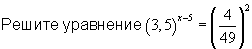 Решите уравнение (3,5)^{x-5} = (4/49)^2